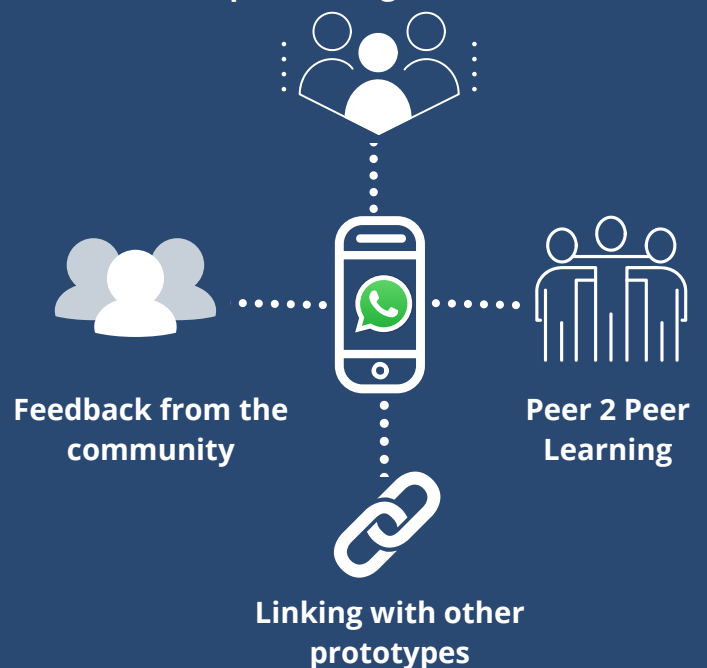 Feedback from the
community
Peer 2 Peer
Learning
Linking with other
prototypes